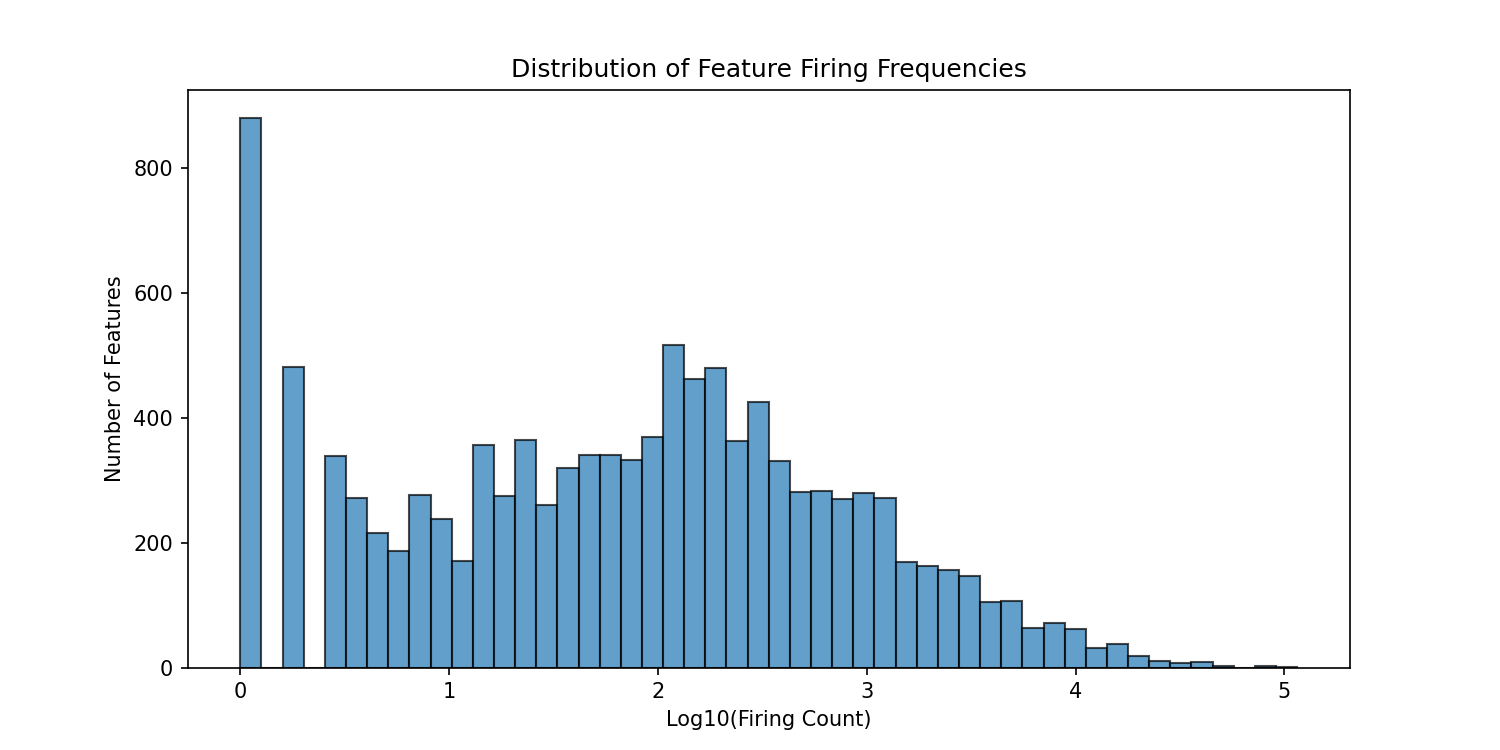 Distribution of Feature Firing Frequencies
Number of Features
800
600
400
200
0
0 1 2 3 4 5
Log10(Firing Count)